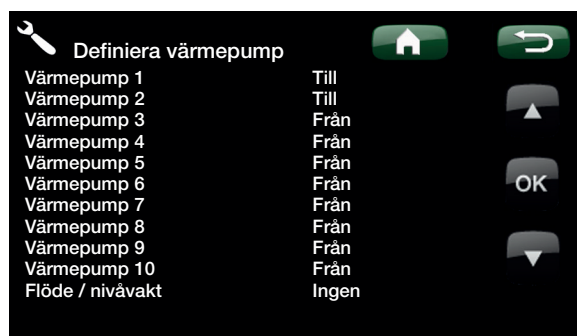 Definiera värmepump
Värmepump 1 Till
Värmepump 2 Till
Värmepump 3 Från
Värmepump 4 Från
Värmepump 5 Från
Värmepump 6 Från
Värmepump 7 Från
Värmepump 8 Från
Värmepump 9 Från
Värmepump 10 Från
Flöde / nivåvakt Ingen
OK